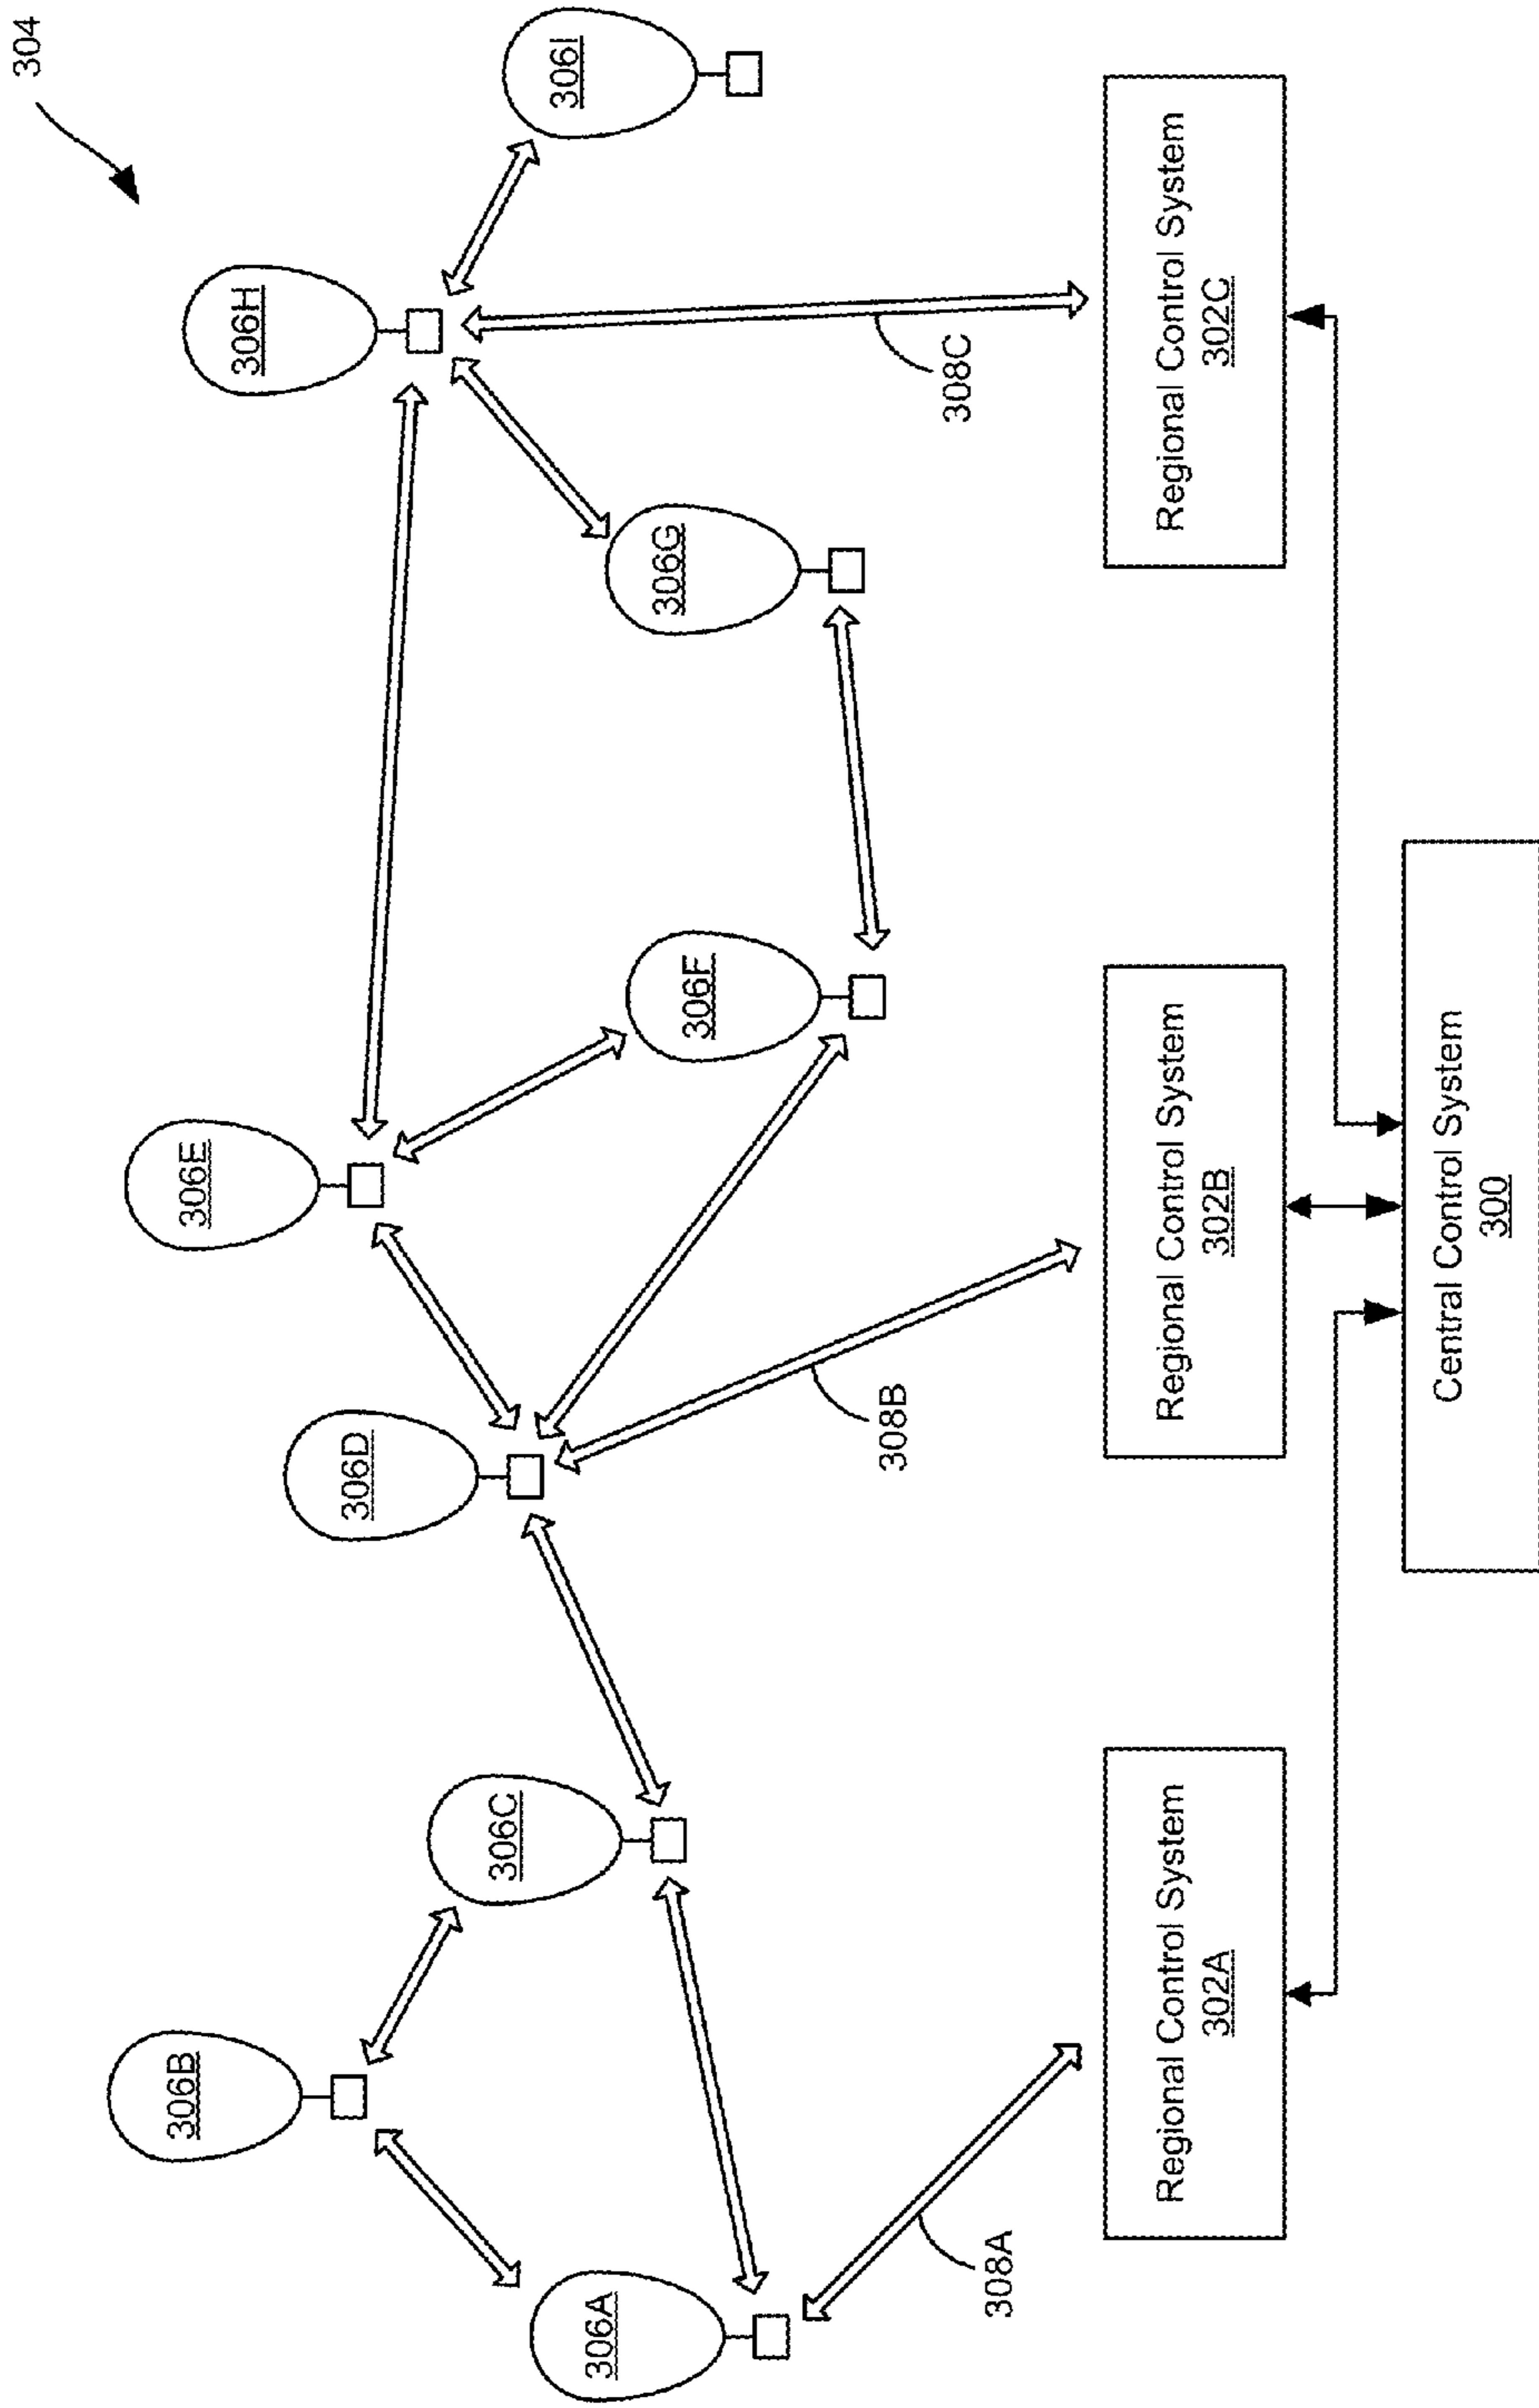 304
306B
306E
306H
306D
306I
306C
306A
306F
306G
308A
308B
308C
Regional Control System
302A
Regional Control System
302B
Regional Control System
302C
Central Control System
300